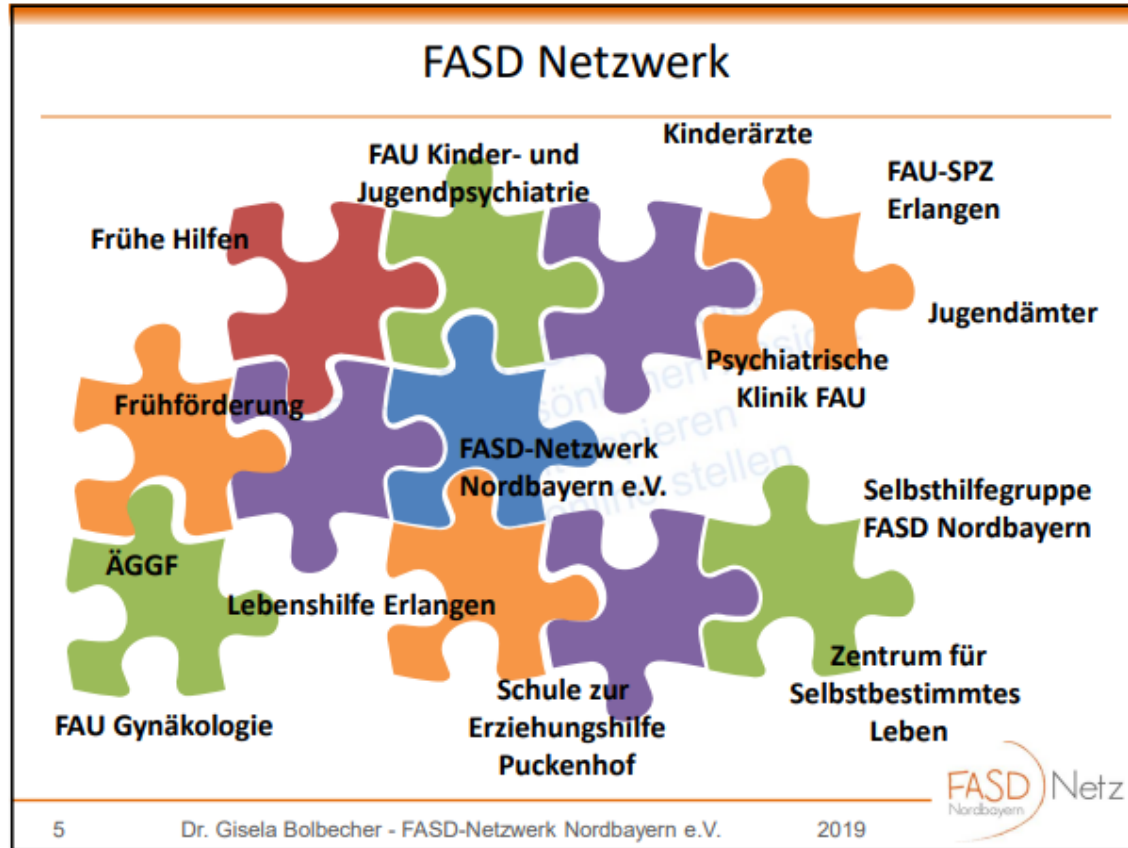 FASD Netzwerk
Kinderärzte
FAU Kinder- und
Jugendpsychiatrie
FAU-SPZ
Erlangen
Frühe Hilfen
Jugendämter
Psychiatrische
Klinik FAU
Frühförderung
FASD-Netzwerk
Nordbayern e.V.
Selbsthilfegruppe
FASD Nordbayern
ÄGGF
Lebenshilfe Erlangen
Zentrum für
Selbstbestimmtes
Leben
Schule zur
Erziehungshilfe
Puckenhof
FAU Gynäkologie
FASD Netz
Nordbayern
5 Dr. Gisela Bolbecher - FASD-Netzwerk Nordbayern e.V. 2019